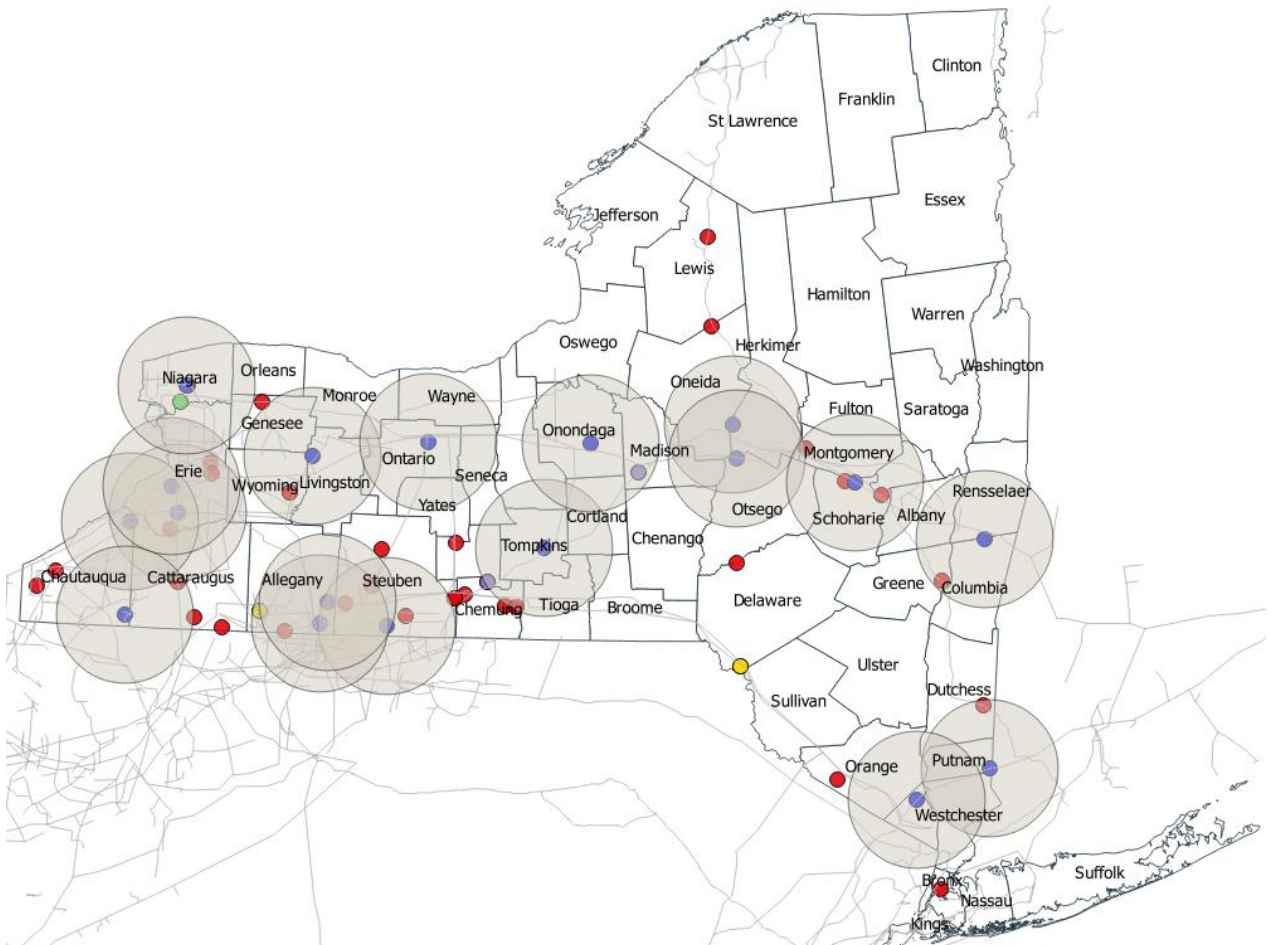 Clinton
Franklin
St Lawrence
Essex
Jefferson
Lewis
Hamilton
Warren
Oswego
Herkimer
Washington
Niagara
Orleans
Oneida
Monroe
Wayne
Fulton
Saratoga
Genesee
Onondaga
Madison
Montgomery
Ontario
Erie
Seneca
Wyoming
Livingston
Rensselaer
Yates
Otsego
Cortland
Schoharie
Albany
Chenango
Tompkins
Chautauqua
Cattaraugus
Allegany
Steuben
Greene
Columbia
Chemung
Tioga
Broome
Delaware
Ulster
Dutchess
Sullivan
Putnam
Orange
Westchester
Suffolk
Bronx
Nassau
Kings